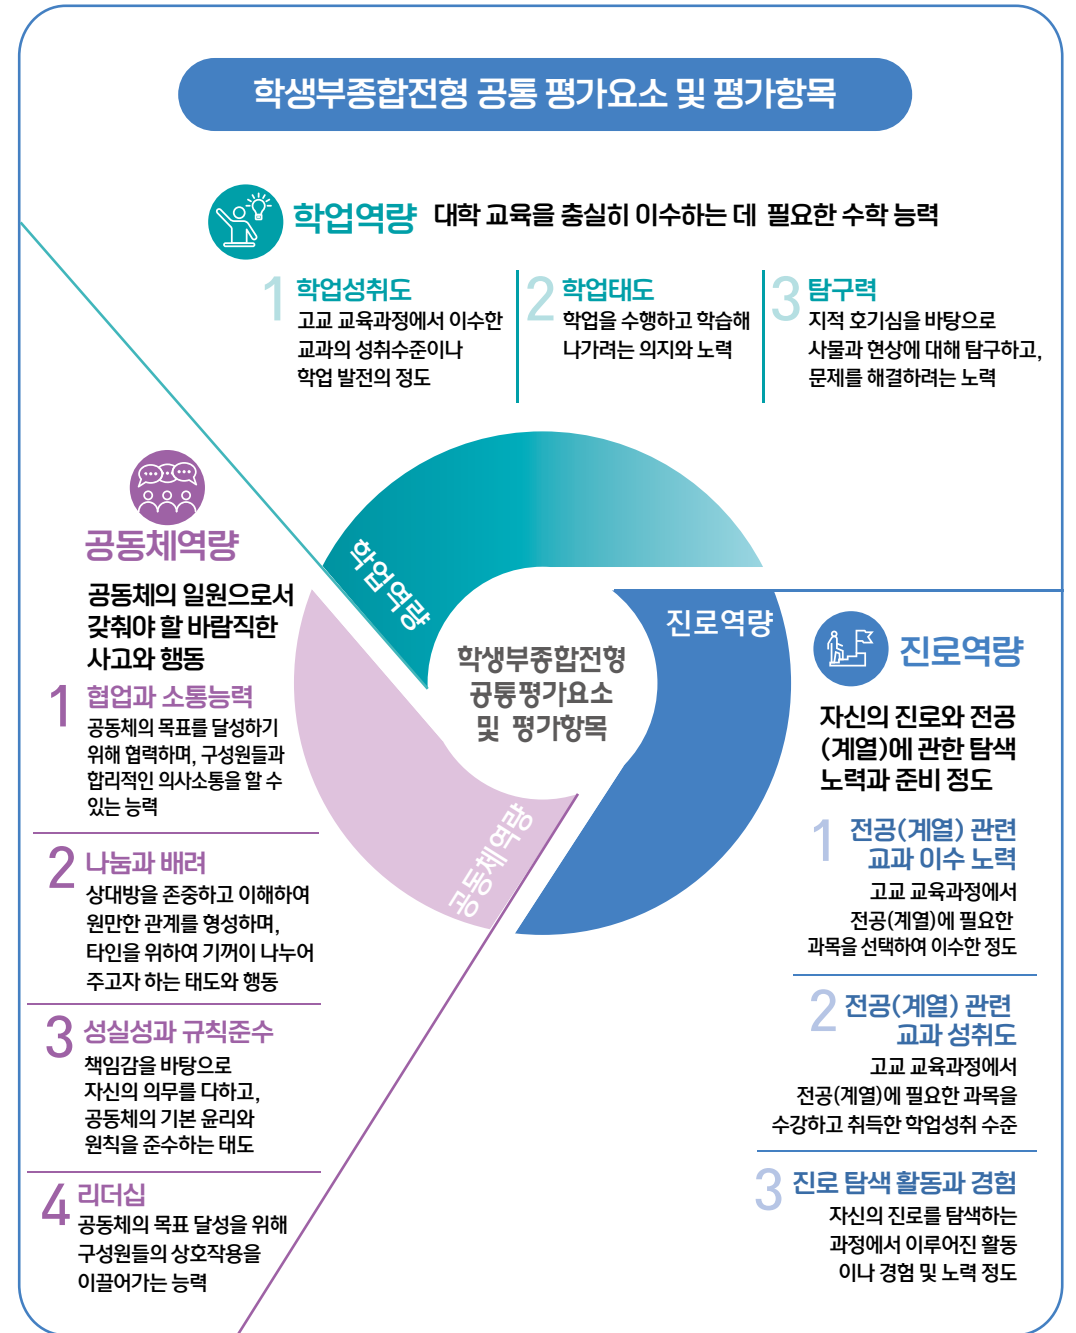 학생부종합전형 공통 평가요소 및 평가항목
학업역량 대학 교육을 충실히 이수하는 데 필요한 수학 능력
1 학업성취도
고교 교육과정에서 이수한
교과의 성취수준이나
학업 발전의 정도
2 학업태도
학업을 수행하고 학습해
나가려는 의지와 노력
3 탐구력
지적 호기심을 바탕으로
사물과 현상에 대해 탐구하고,
문제를 해결하려는 노력
공동체역량
공동체의 일원으로서
갖춰야 할 바람직한
사고와 행동
1 협업과 소통능력
공동체의 목표를 달성하기
위해 협력하며, 구성원들과
합리적인 의사소통을 할 수
있는 능력
2 나눔과 배려
상대방을 존중하고 이해하여
원만한 관계를 형성하며,
타인을 위하여 기꺼이 나누어
주고자 하는 태도와 행동
3 성실성과 규칙준수
책임감을 바탕으로
자신의 의무를 다하고,
공동체의 기본 윤리와
원칙을 준수하는 태도
4 리더십
공동체의 목표 달성을 위해
구성원들의 상호작용을
이끌어가는 능력
학업역량
진로역량
공동체역량
학생부종합전형
공통평가요소
및 평가항목
진로역량
자신의 진로와 전공
(계열)에 관한 탐색
노력과 준비 정도
1 전공(계열) 관련
교과 이수 노력
고교 교육과정에서
전공(계열)에 필요한
과목을 선택하여 이수한 정도
2 전공(계열) 관련
교과 성취도
고교 교육과정에서
전공(계열)에 필요한 과목을
수강하고 취득한 학업성취 수준
3 진로 탐색 활동과 경험
자신의 진로를 탐색하는
과정에서 이루어진 활동
이나 경험 및 노력 정도